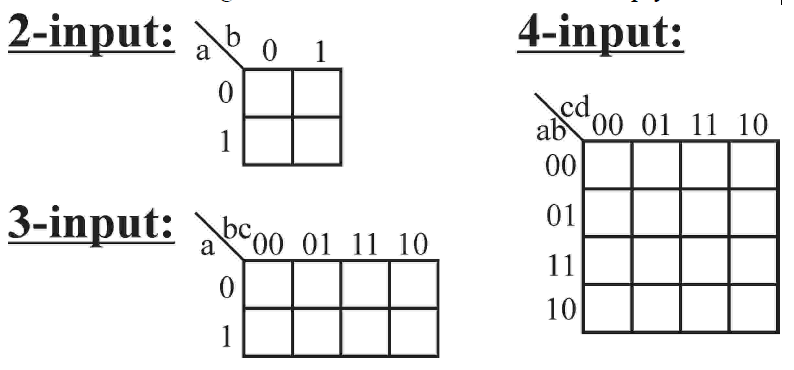 2-input:
b
a
0 1
0
1
3-input:
bc
a
00 01 11 10
0
1
4-input:
cd
ab
00 01 11 10
00
01
11
10